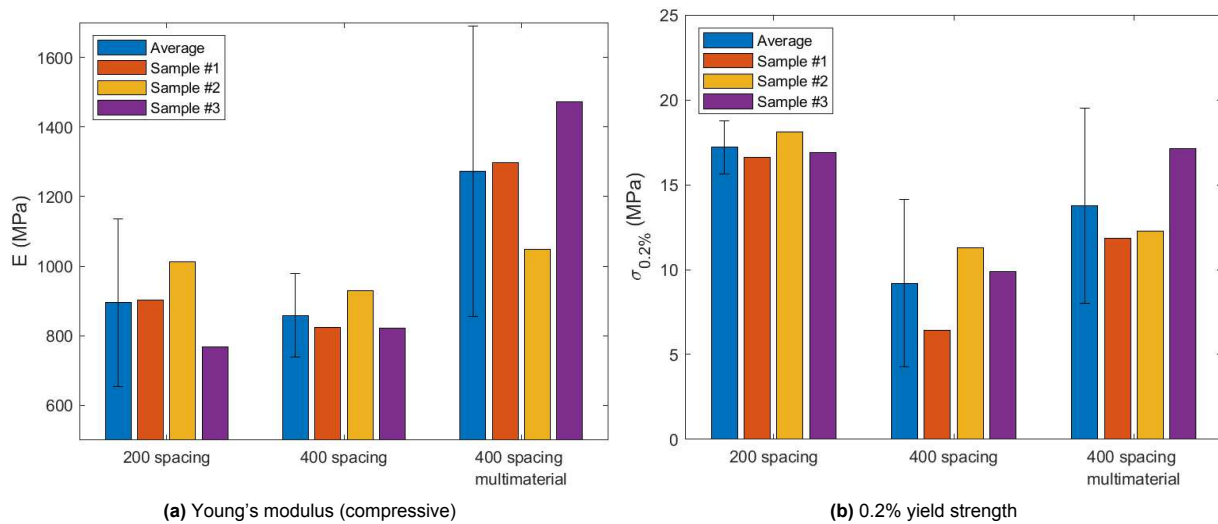 1600
1400
1200
1000
800
600
E (MPa)
Average
Sample #1
Sample #2
Sample #3
200 spacing
400 spacing
400 spacing
multimaterial
(a) Young's modulus (compressive)
25
20
15
10
5
0
σ0.2% (MPa)
Average
Sample #1
Sample #2
Sample #3
200 spacing
400 spacing
400 spacing
multimaterial
(b) 0.2% yield strength